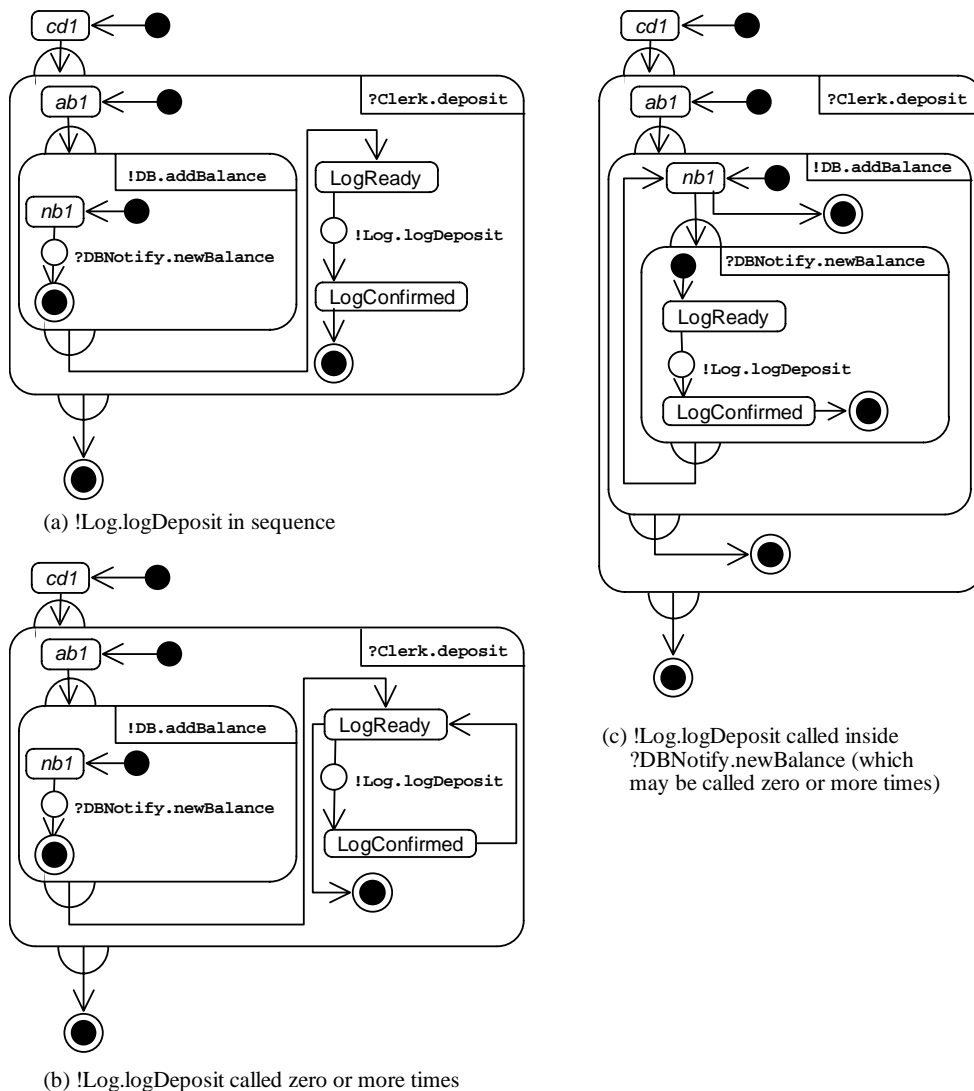 cd1
ab1
?Clerk.deposit
!DB.addBalance
nb1
?DBNotify.newBalance
LogReady
!Log.logDeposit
LogConfirmed
(a) !Log.logDeposit in sequence
cd1
ab1
?Clerk.deposit
!DB.addBalance
nb1
?DBNotify.newBalance
LogReady
!Log.logDeposit
LogConfirmed
(b) !Log.logDeposit called zero or more times
cd1
ab1
?Clerk.deposit
!DB.addBalance
nb1
?DBNotify.newBalance
LogReady
!Log.logDeposit
LogConfirmed
(c) !Log.logDeposit called inside
?DBNotify.newBalance (which
may be called zero or more times)